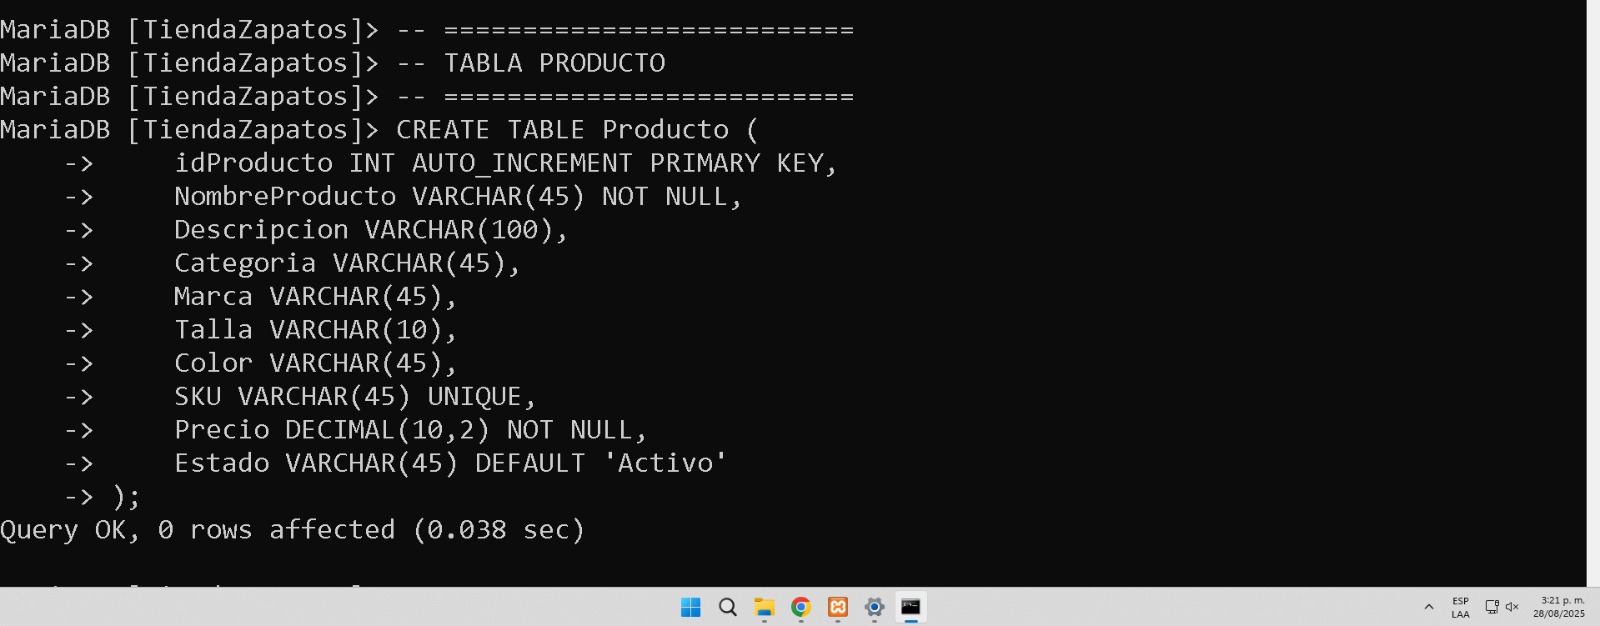 MariaDB [TiendaZapatos]> -- ==========================
MariaDB [TiendaZapatos]> -- TABLA PRODUCTO
MariaDB [TiendaZapatos]> -- ==========================
MariaDB [TiendaZapatos]> CREATE TABLE Producto (
    ->     idProducto INT AUTO_INCREMENT PRIMARY KEY,
    ->     NombreProducto VARCHAR(45) NOT NULL,
    ->     Descripcion VARCHAR(100),
    ->     Categoria VARCHAR(45),
    ->     Marca VARCHAR(45),
    ->     Talla VARCHAR(10),
    ->     Color VARCHAR(45),
    ->     SKU VARCHAR(45) UNIQUE,
    ->     Precio DECIMAL(10,2) NOT NULL,
    ->     Estado VARCHAR(45) DEFAULT 'Activo'
    -> );
Query OK, 0 rows affected (0.038 sec)
ESP
LAA
3:21 p. m.
28/08/2025